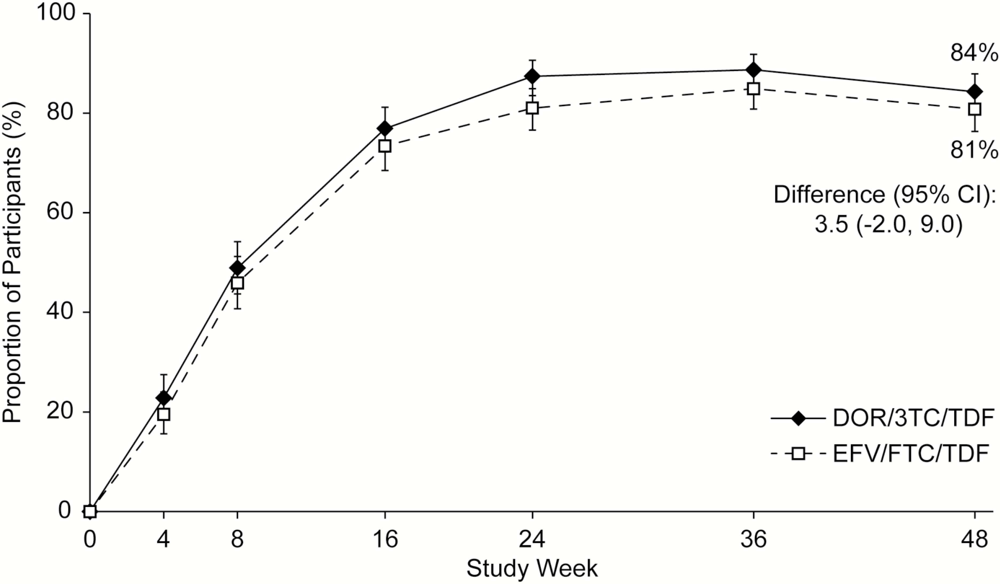 100
80
60
40
20
0
Proportion of Participants (%)
84%
81%
Difference (95% CI):
3.5 (-2.0, 9.0)
DOR/3TC/TDF
EFV/FTC/TDF
0 4 8 16 24 36 48
Study Week